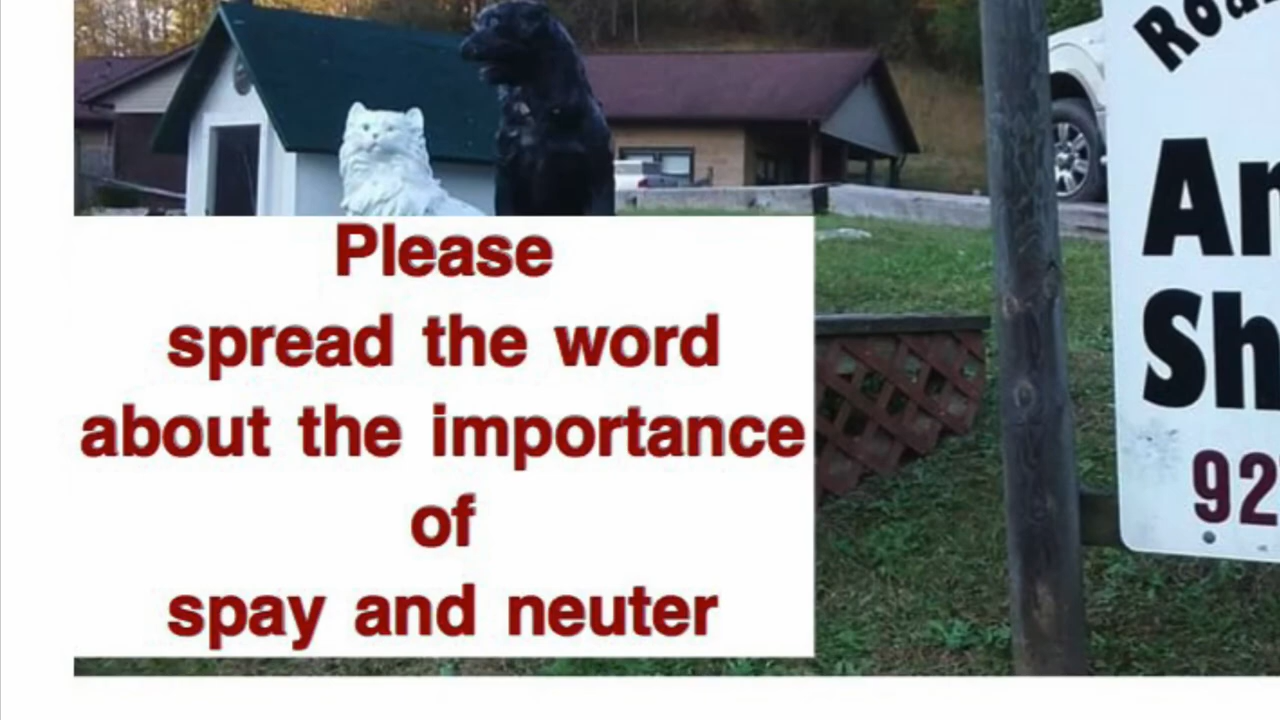 Please
spread the word
about the importance
of
spay and neuter